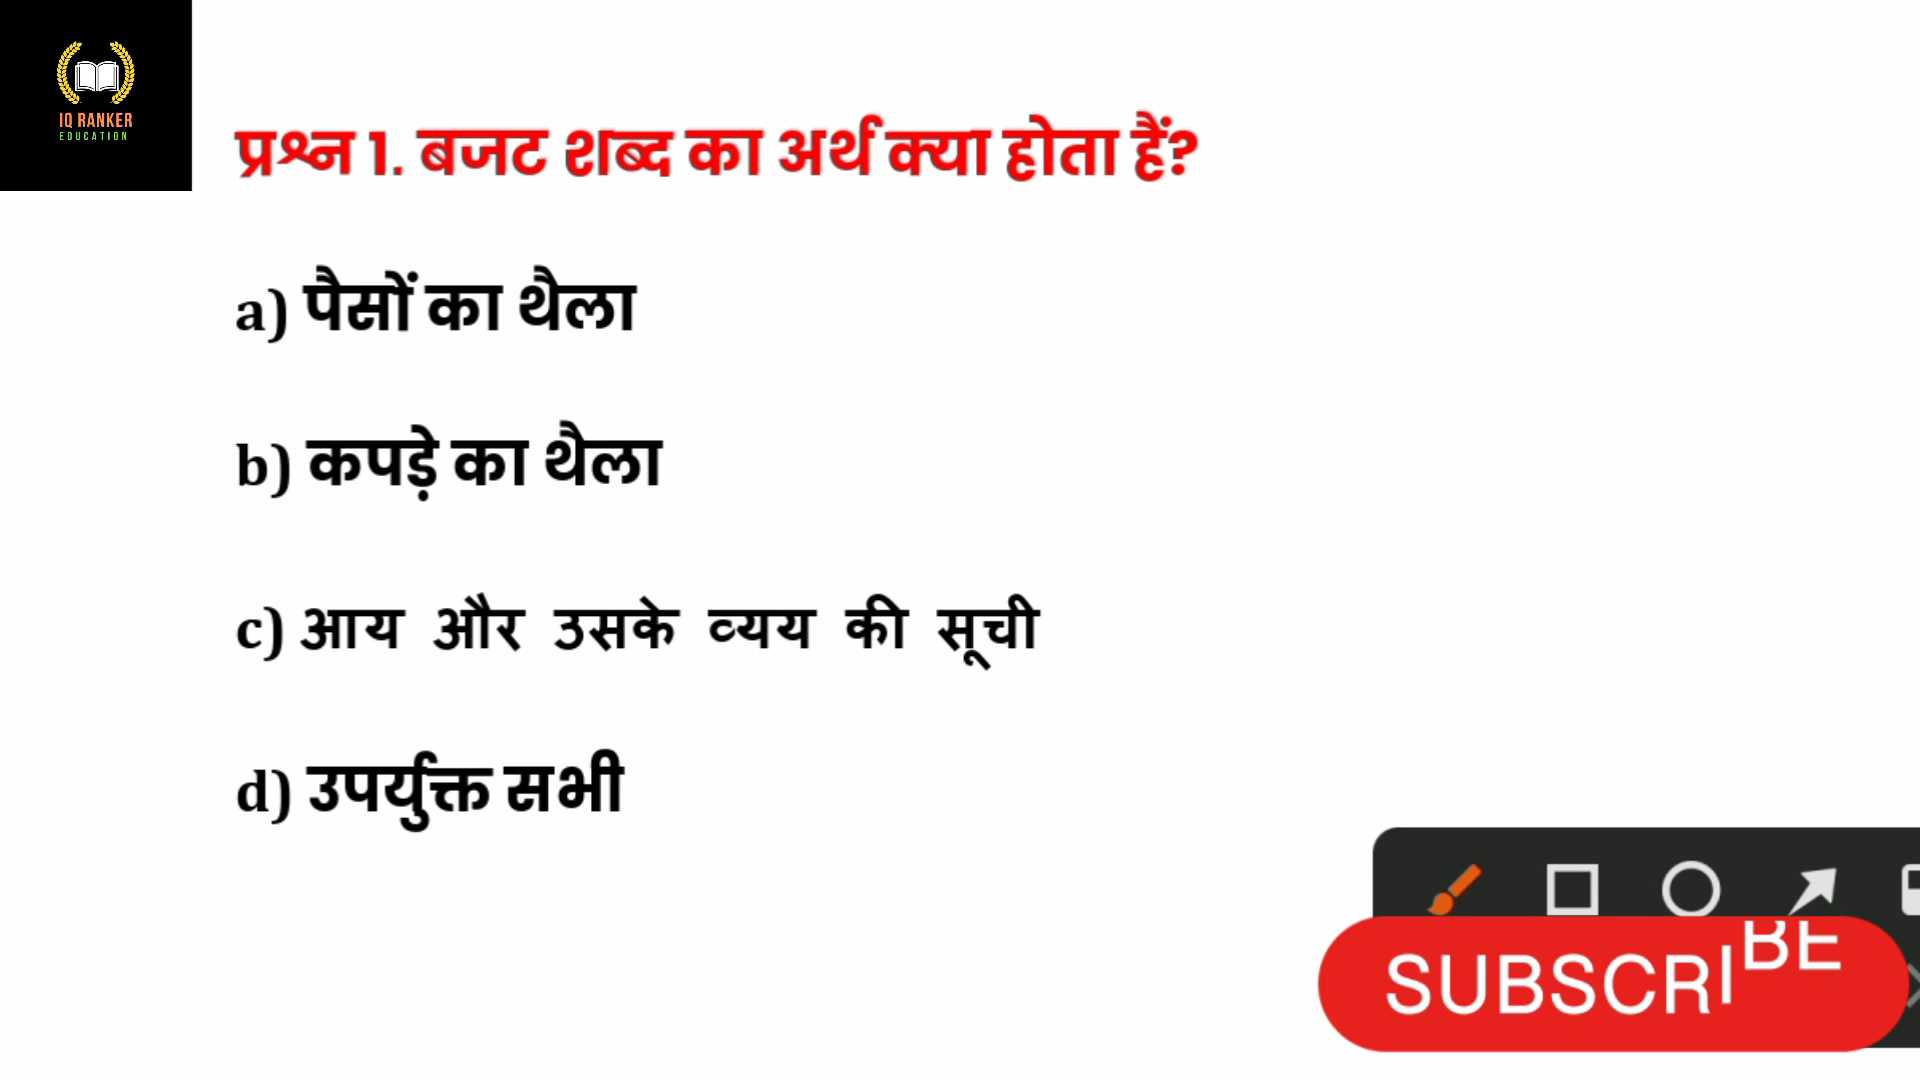 IQ RANKER
EDUCATION
प्रश्न 1. बजट शब्द का अर्थ क्या होता हैं?
a) पैसों का थैला
b) कपड़े का थैला
c) आय और उसके व्यय की सूची
d) उपर्युक्त सभी
SUBSCRIBE